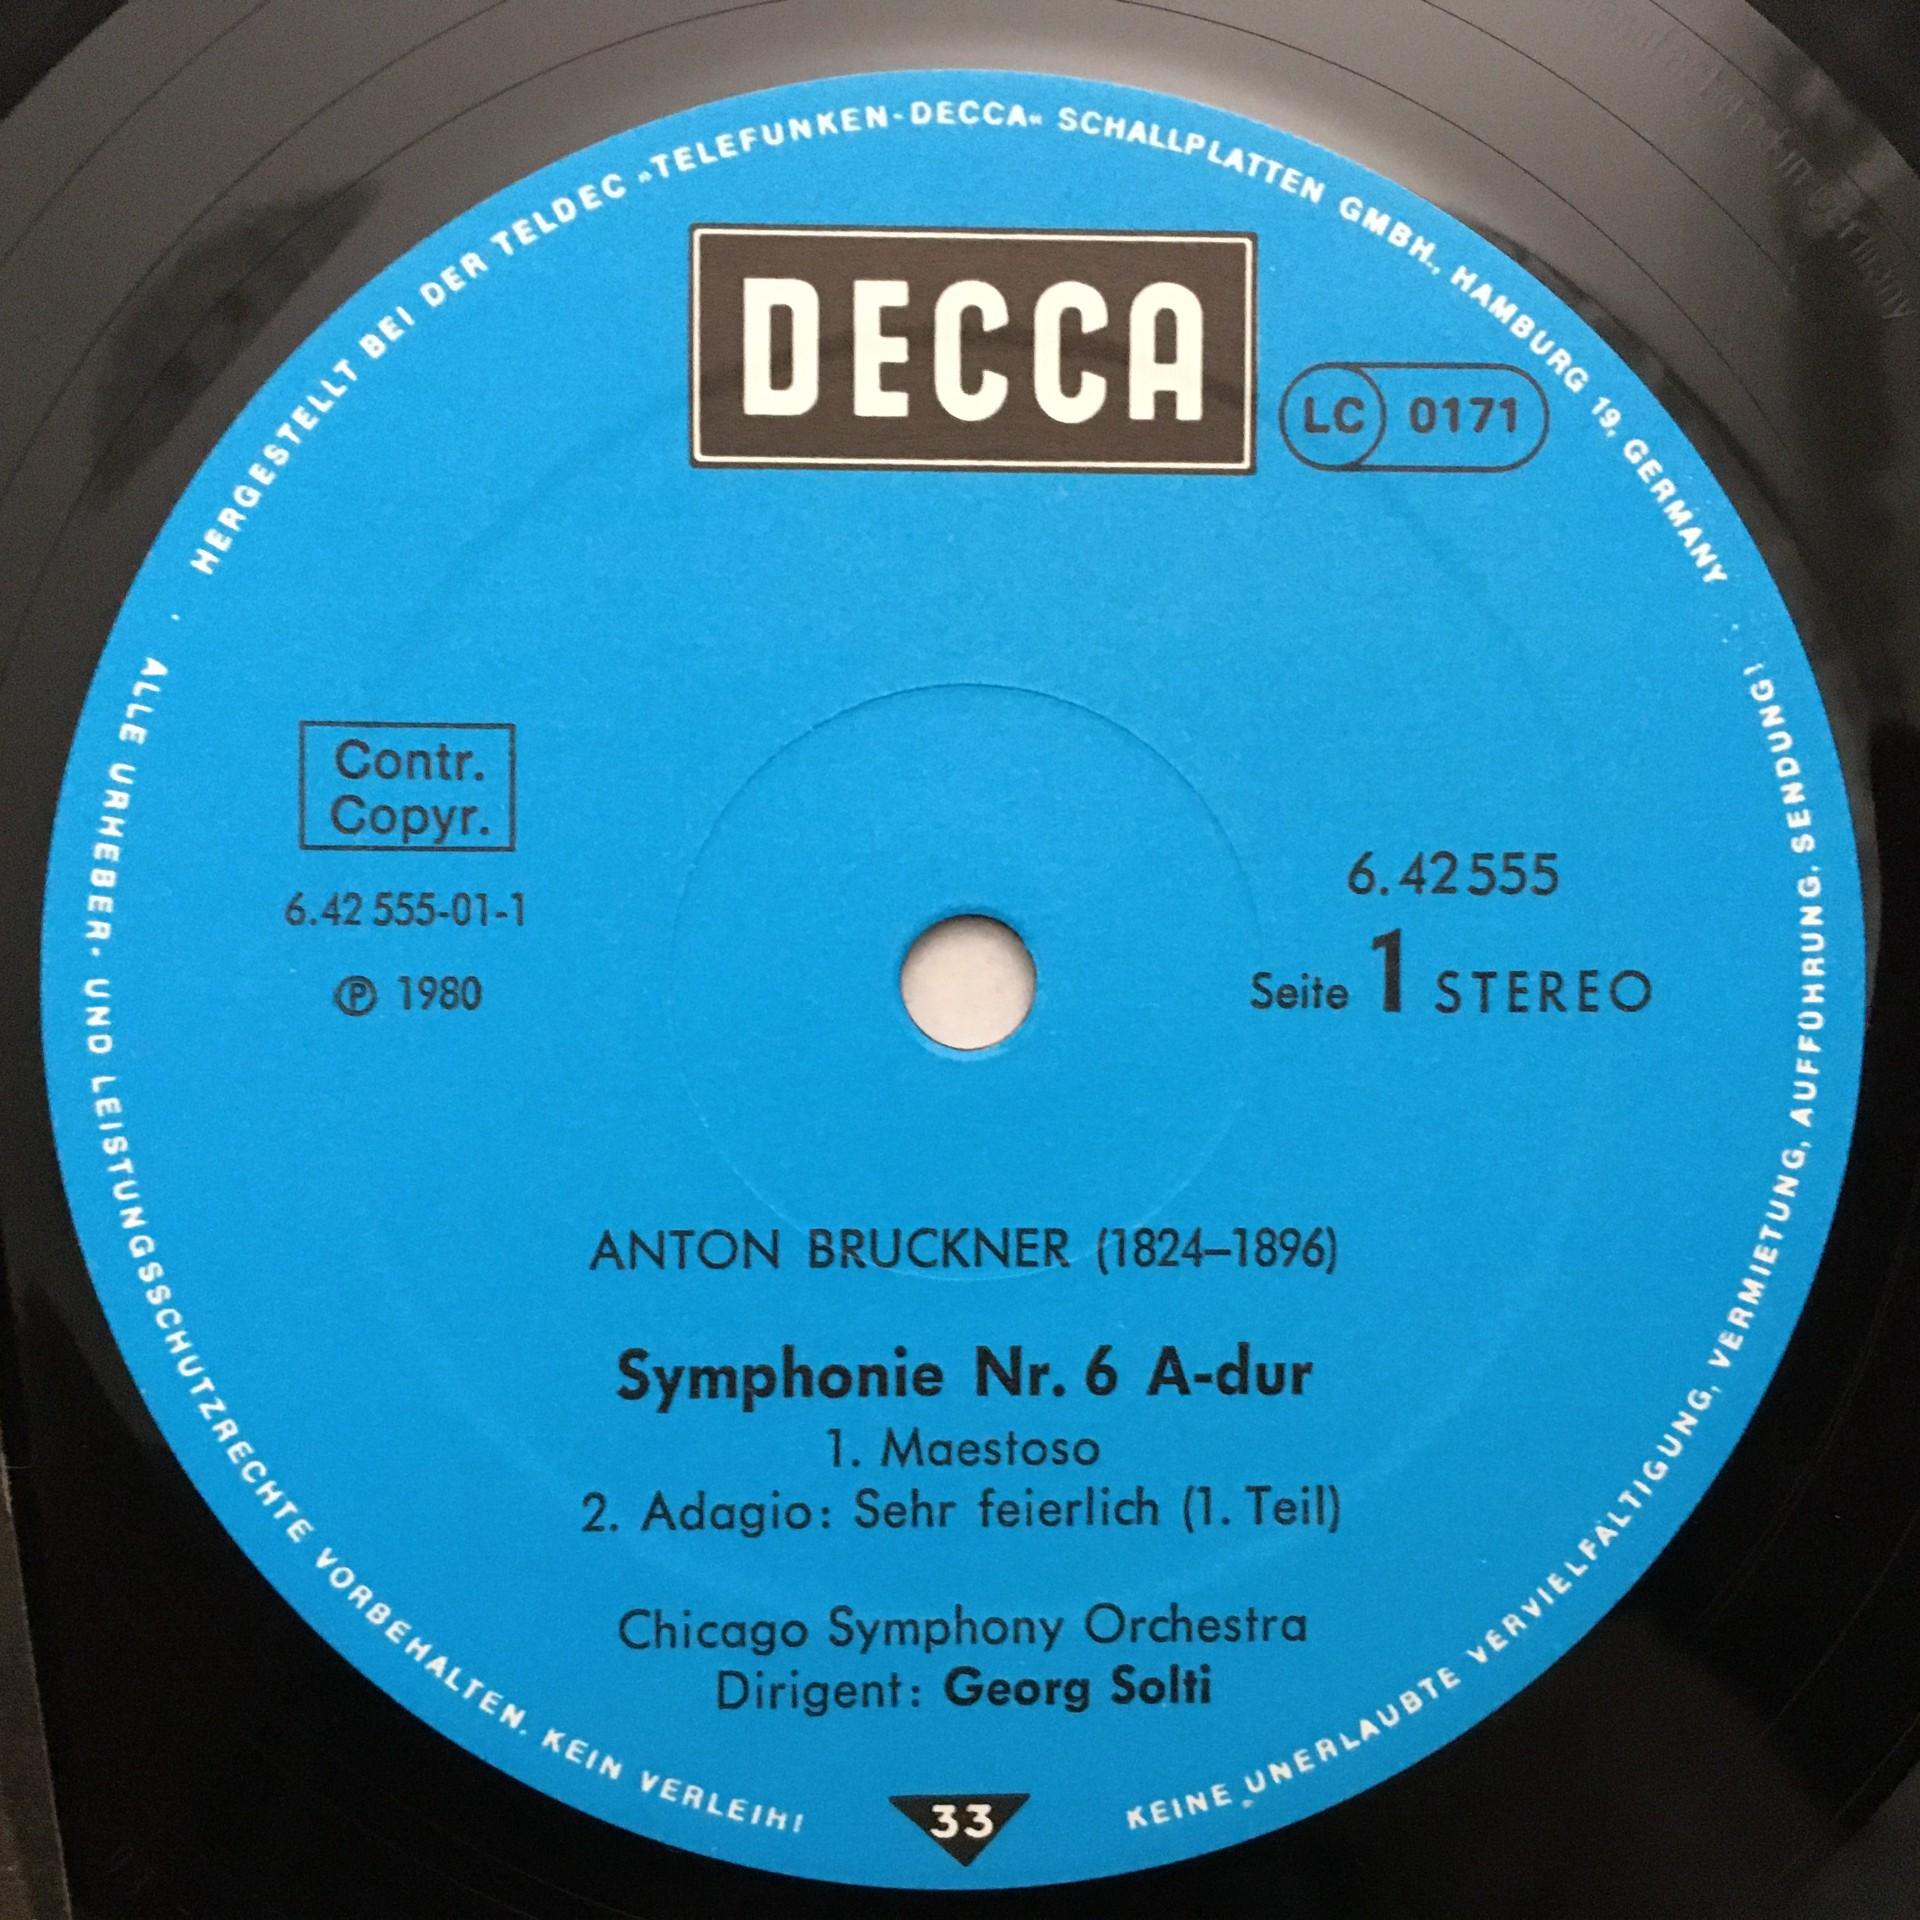 HERGESTELLT BEI DER TELDEC »TELEFUNKEN-DECCA« SCHALLPLATTEN GMBH., HAMBURG 19, GERMANY
DECCA
LC 0171
Contr.
Copyr.
6.42 555-01-1
Ⓟ 1980
6.42555
Seite 1 STEREO
ANTON BRUCKNER (1824–1896)
Symphonie Nr. 6 A-dur
1. Maestoso
2. Adagio: Sehr feierlich (1. Teil)
Chicago Symphony Orchestra
Dirigent: Georg Solti
33
ALLE URHEBER- UND LEISTUNGSSCHUTZRECHTE VORBEHALTEN. KEIN VERLEIH!
KEINE UNERLAUBTE VERVIELFÄLTIGUNG, VERMIETUNG, AUFFÜHRUNG, SENDUNG!
Manufactured in Germany